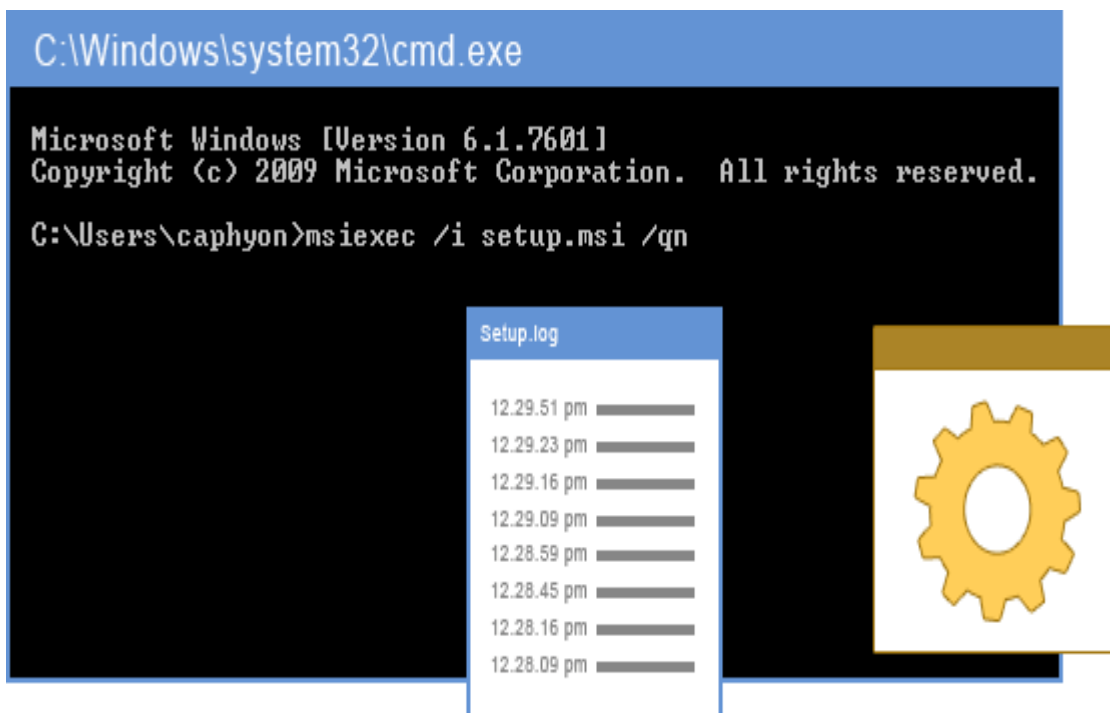 C:\Windows\system32\cmd.exe
Microsoft Windows [Version 6.1.7601]
Copyright (c) 2009 Microsoft Corporation. All rights reserved.
C:\Users\caphyon>msiexec /i setup.msi /qn
Setup.log
12.29.51 pm
12.29.23 pm
12.29.16 pm
12.29.09 pm
12.28.59 pm
12.28.45 pm
12.28.16 pm
12.28.09 pm